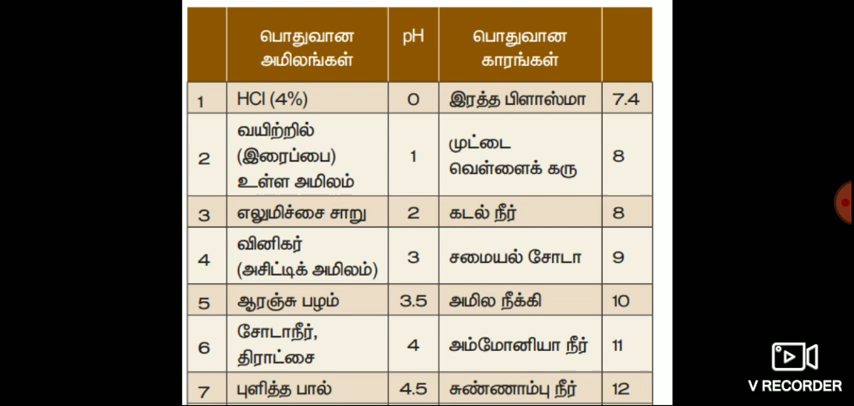 பொதுவான அமிலங்கள் pH பொதுவான காரங்கள்
1 HCl (4%) 0 இரத்த பிளாஸ்மா 7.4
2 வயிற்றில் (இரைப்பை) உள்ள அமிலம் 1 முட்டை வெள்ளைக் கரு 8
3 எலுமிச்சை சாறு 2 கடல் நீர் 8
4 வினிகர் (அசிட்டிக் அமிலம்) 3 சமையல் சோடா 9
5 ஆரஞ்சு பழம் 3.5 அமில நீக்கி 10
6 சோடாநீர், திராட்சை 4 அம்மோனியா நீர் 11
7 புளித்த பால் 4.5 சுண்ணாம்பு நீர் 12
V RECORDER